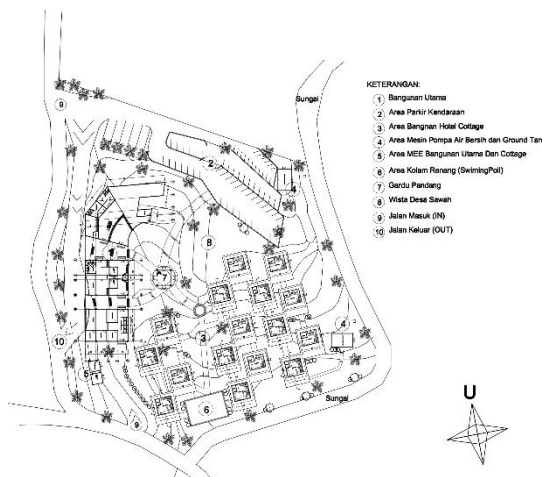 KETERANGAN:
1 Bangunan Utama
2 Area Parkir Kendaraan
3 Area Bangnan Hotel Cottage
4 Area Mesin Pompa Air Bersih dan Ground Tan
5 Area MEE Bangunan Utama Dan Cottage
6 Area Kolam Renang (SwimingPoll)
7 Gardu Pandang
8 Wista Desa Sawah
9 Jalan Masuk (IN)
10 Jalan Keluar (OUT)
Sungai
9
2
4
8
7
10
3
4
5
6
9
Sungai
U